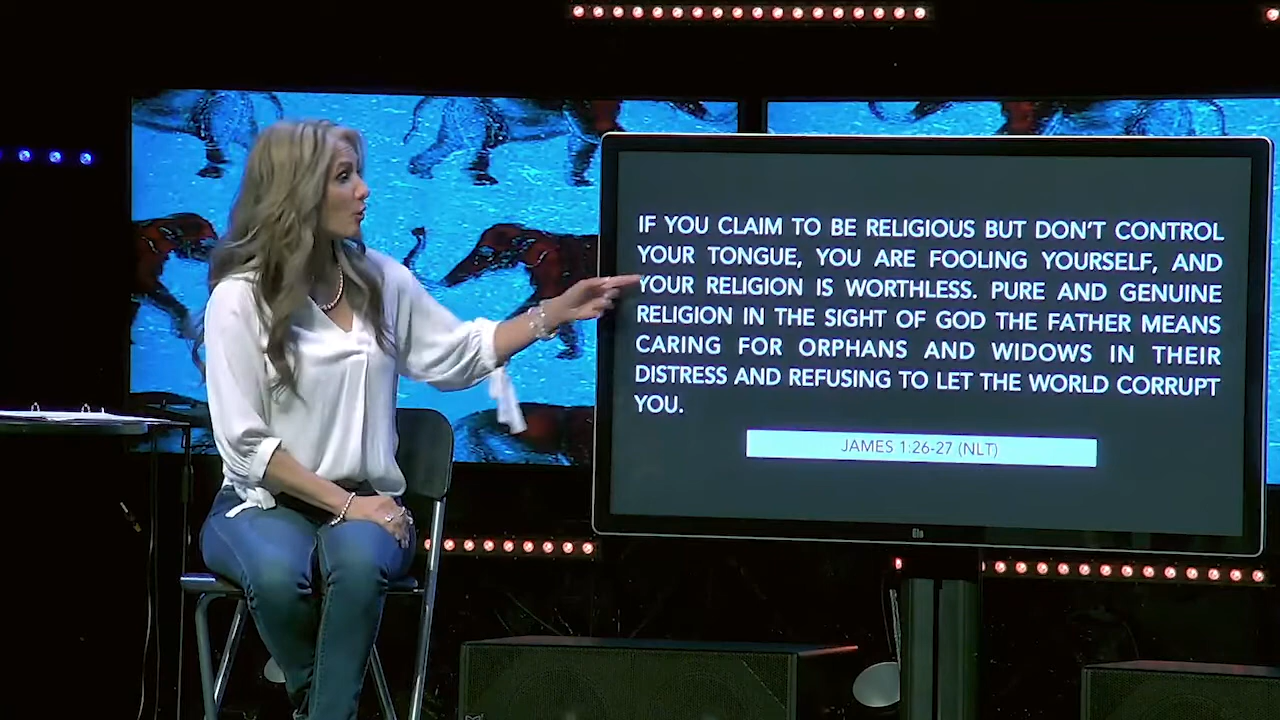 IF YOU CLAIM TO BE RELIGIOUS BUT DON'T CONTROL
YOUR TONGUE, YOU ARE FOOLING YOURSELF, AND
YOUR RELIGION IS WORTHLESS. PURE AND GENUINE
RELIGION IN THE SIGHT OF GOD THE FATHER MEANS
CARING FOR ORPHANS AND WIDOWS IN THEIR
DISTRESS AND REFUSING TO LET THE WORLD CORRUPT
YOU.
JAMES 1:26-27 (NLT)
Elo